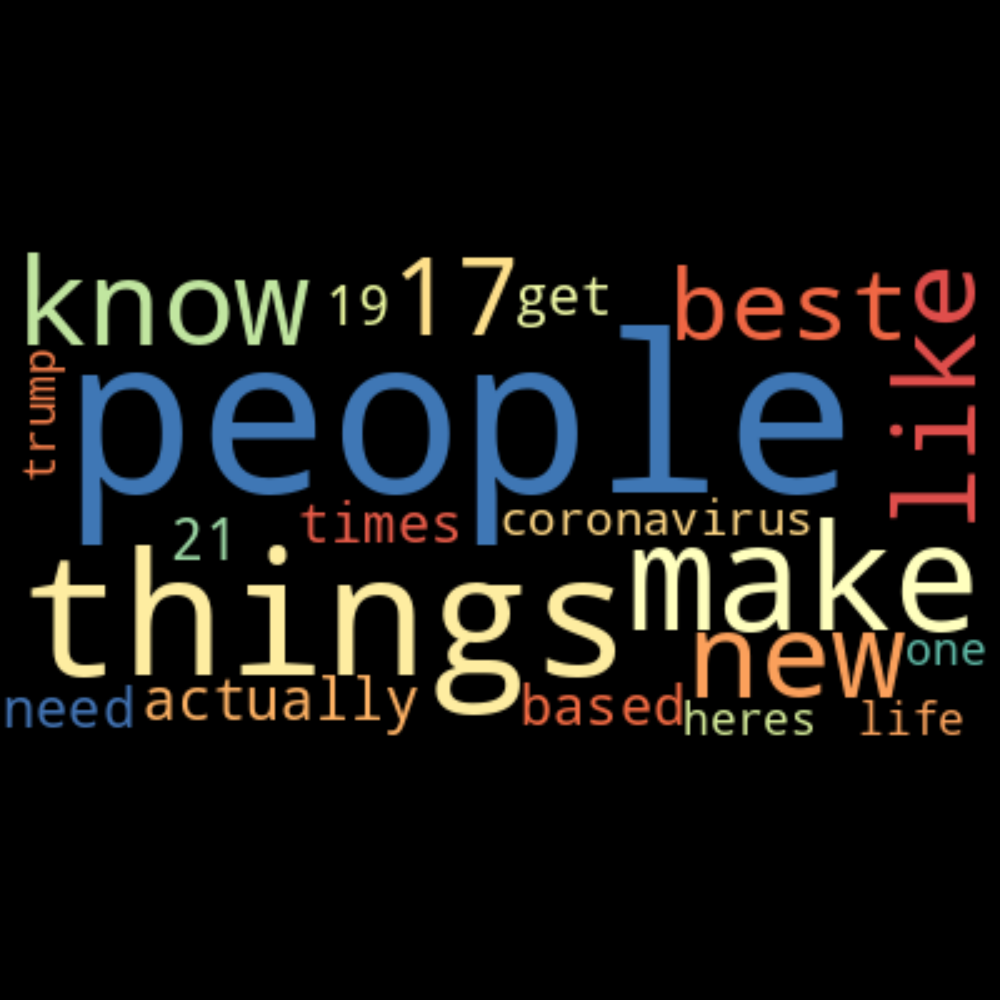 know 19 17 get best
like
trump
people
21 times coronavirus
things make
new one
need actually based heres life